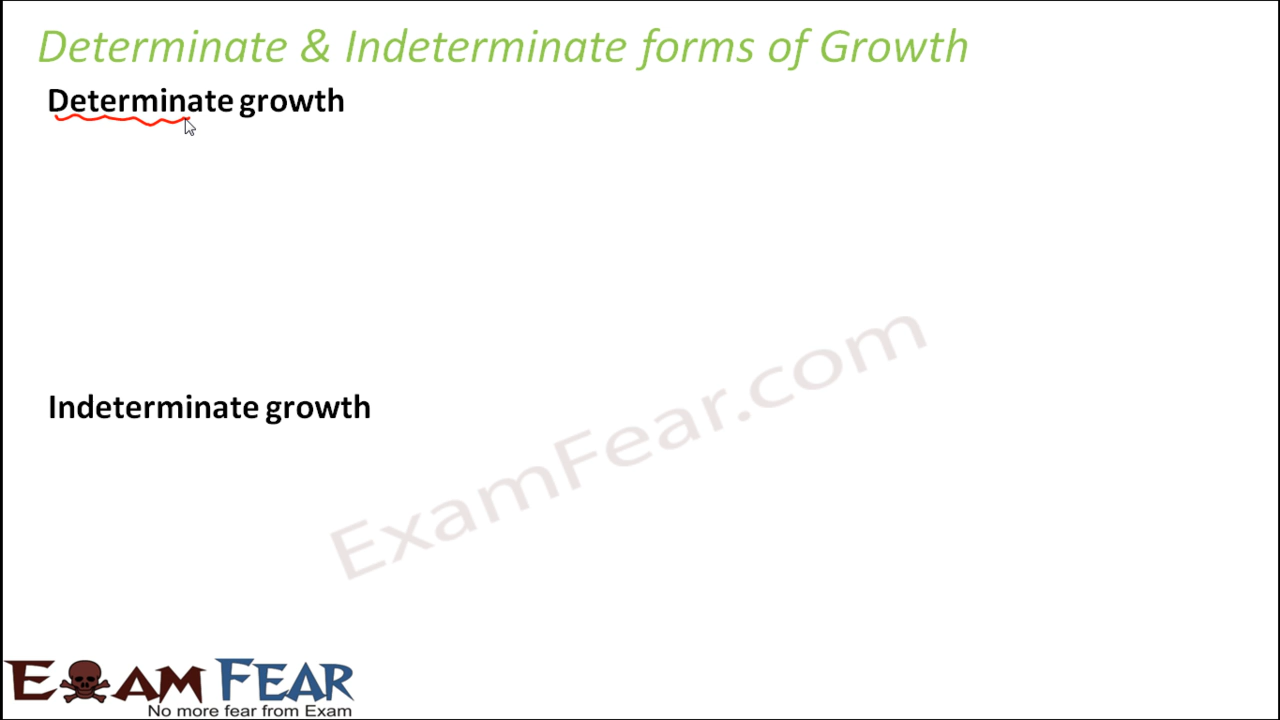 Determinate & Indeterminate forms of Growth
Determinate growth
Indeterminate growth
ExamFear.com
EXAM FEAR
No more fear from Exam